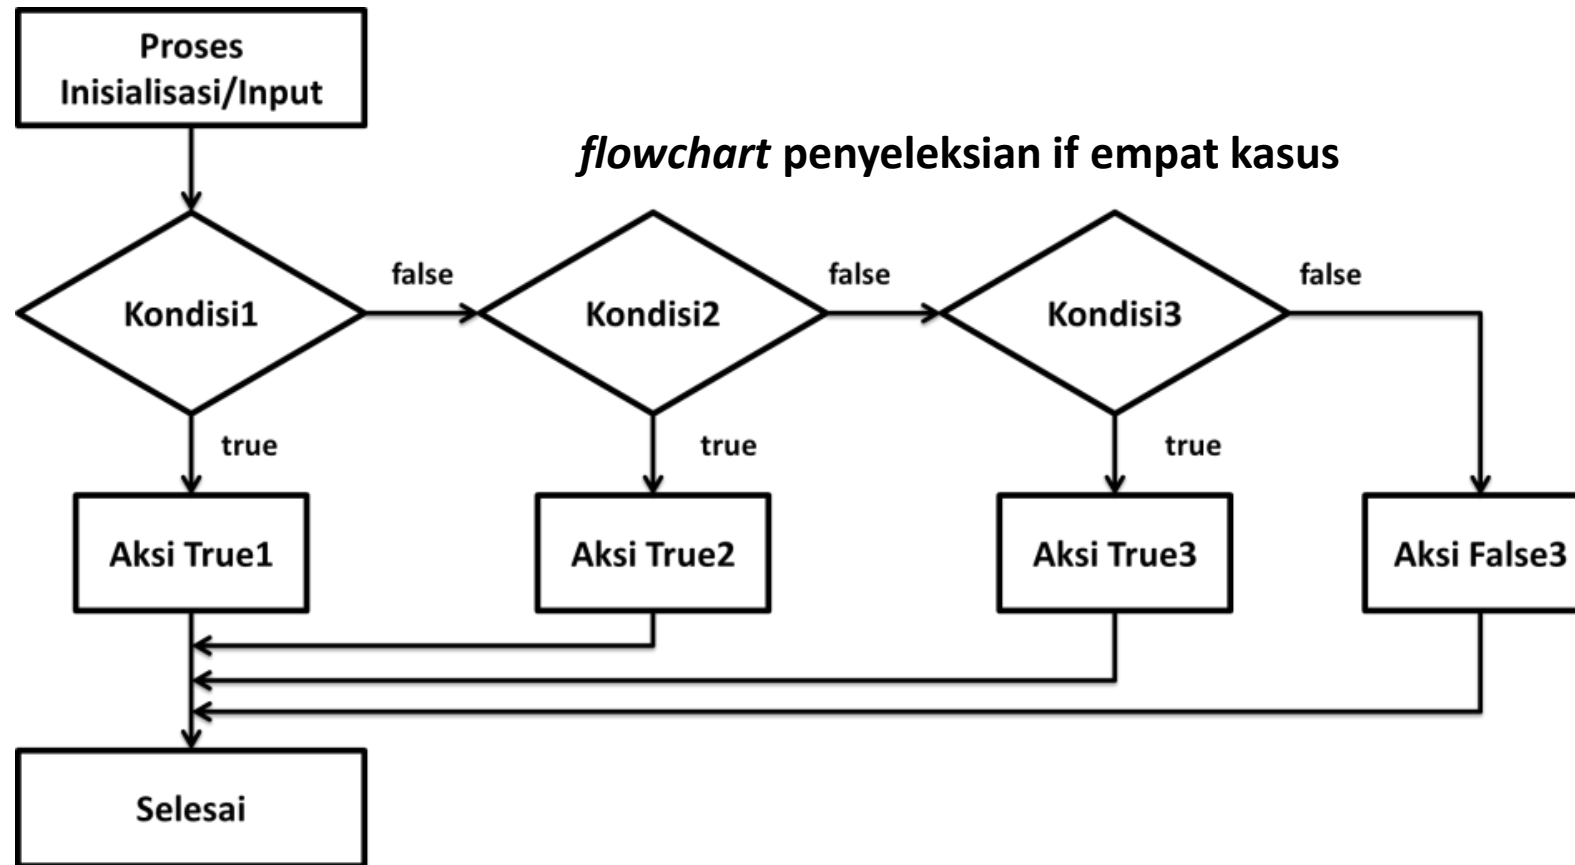 Proses
Inisialisasi/Input
flowchart penyeleksian if empat kasus
false
false
false
Kondisi1
Kondisi2
Kondisi3
true
true
true
Aksi True1
Aksi True2
Aksi True3
Aksi False3
Selesai